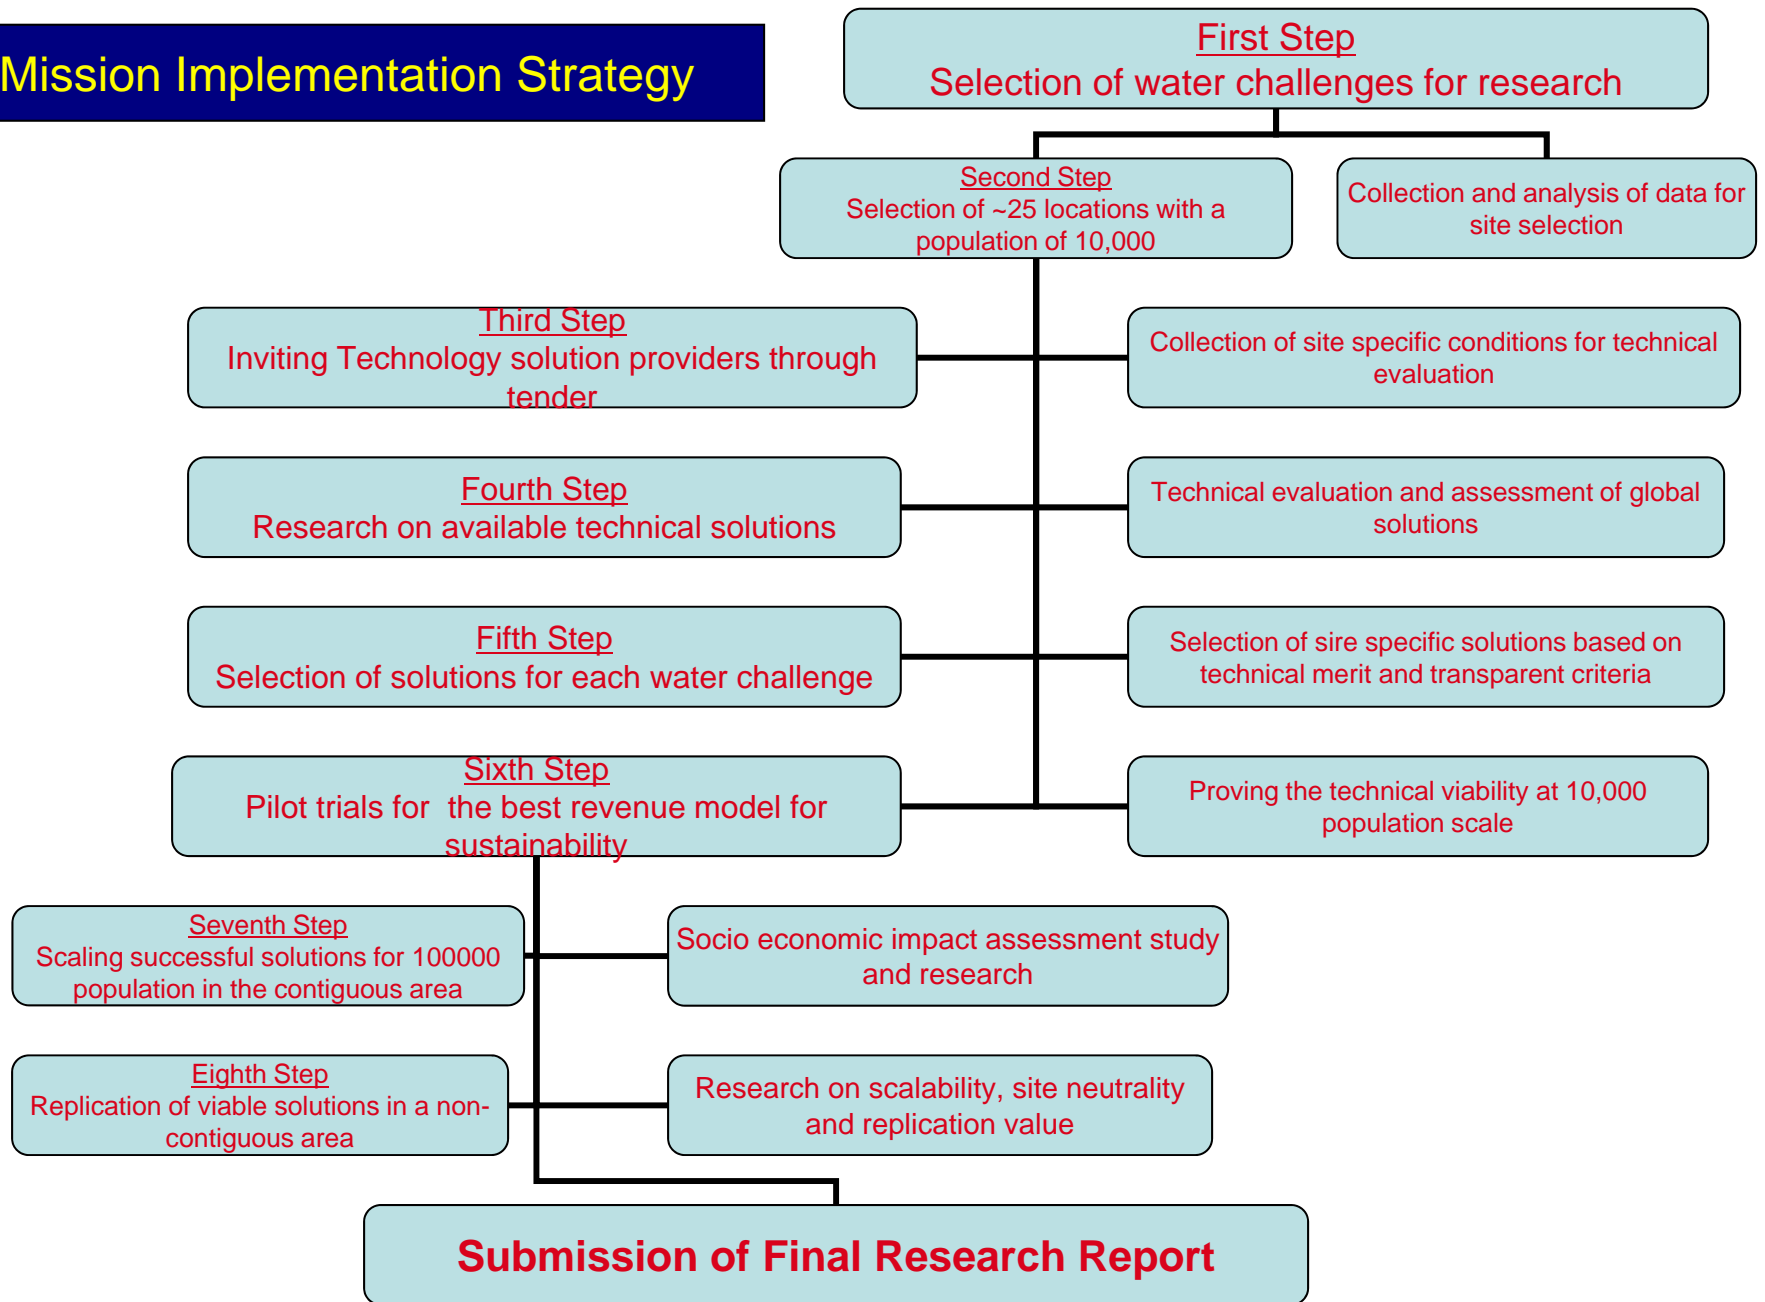 Mission Implementation Strategy
First Step
Selection of water challenges for research
Second Step
Selection of ~25 locations with a
population of 10,000
Collection and analysis of data for
site selection
Third Step
Inviting Technology solution providers through
tender
Collection of site specific conditions for technical
evaluation
Fourth Step
Research on available technical solutions
Technical evaluation and assessment of global
solutions
Fifth Step
Selection of solutions for each water challenge
Selection of sire specific solutions based on
technical merit and transparent criteria
Sixth Step
Pilot trials for  the best revenue model for
sustainability
Proving the technical viability at 10,000
population scale
Seventh Step
Scaling successful solutions for 100000
population in the contiguous area
Socio economic impact assessment study
and research
Eighth Step
Replication of viable solutions in a non-
contiguous area
Research on scalability, site neutrality
and replication value
Submission of Final Research Report